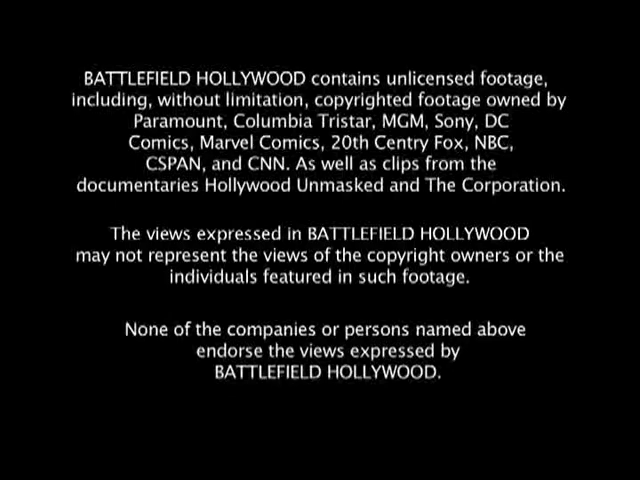 BATTLEFIELD HOLLYWOOD contains unlicensed footage,
including, without limitation, copyrighted footage owned by
Paramount, Columbia Tristar, MGM, Sony, DC
Comics, Marvel Comics, 20th Centry Fox, NBC,
CSPAN, and CNN. As well as clips from the
documentaries Hollywood Unmasked and The Corporation.
The views expressed in BATTLEFIELD HOLLYWOOD
may not represent the views of the copyright owners or the
individuals featured in such footage.
None of the companies or persons named above
endorse the views expressed by
BATTLEFIELD HOLLYWOOD.